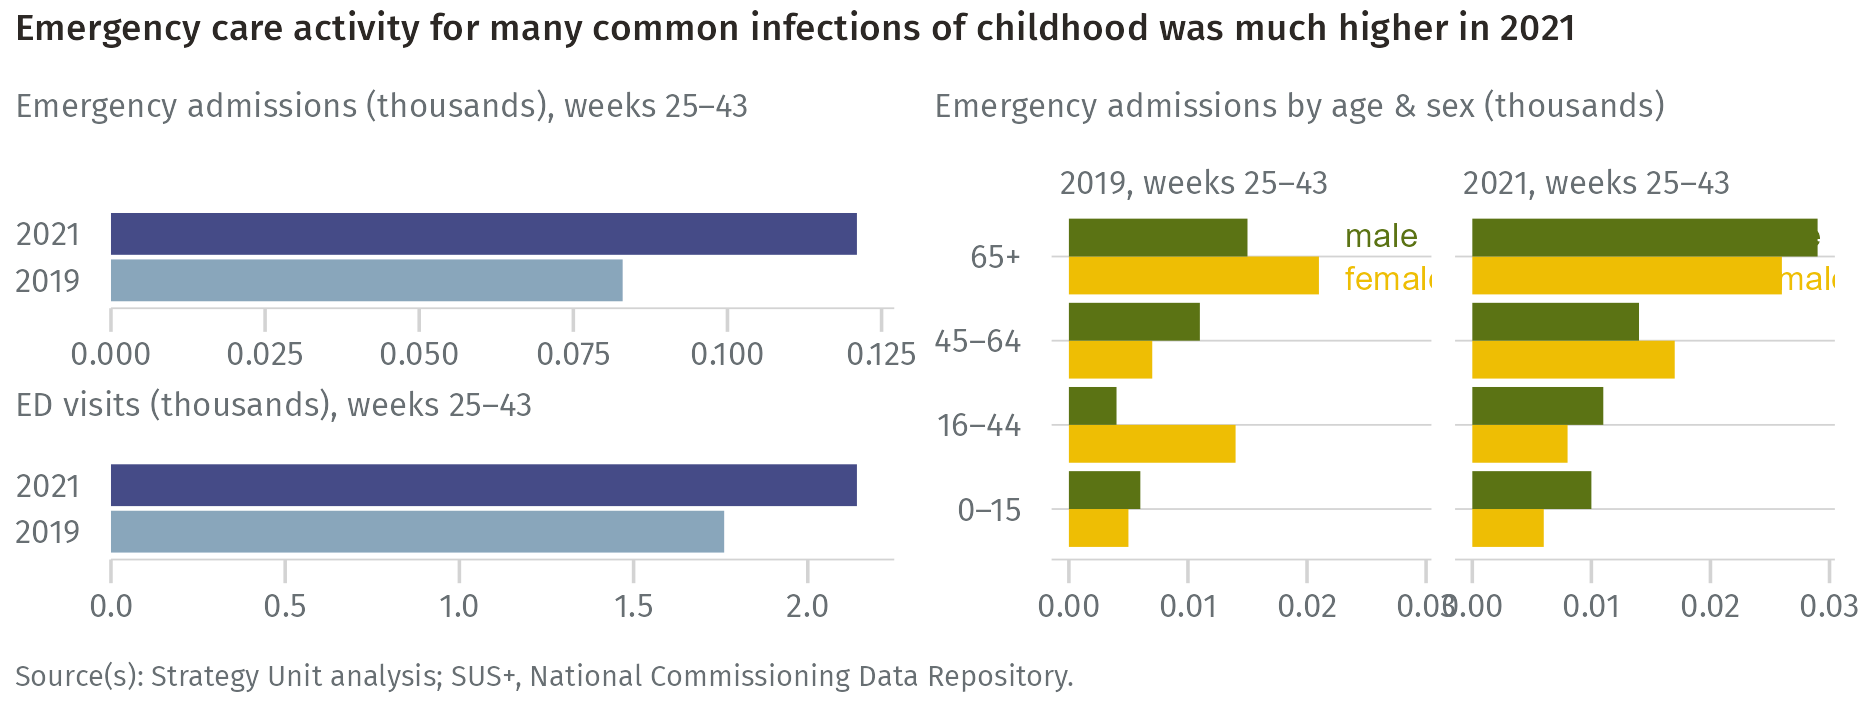 Emergency care activity for many common infections of childhood was much higher in 2021
Emergency admissions (thousands), weeks 25–43
2021
2019
0.000 0.025 0.050 0.075 0.100 0.125
ED visits (thousands), weeks 25–43
2021
2019
0.0 0.5 1.0 1.5 2.0
Emergency admissions by age & sex (thousands)
2019, weeks 25–43 2021, weeks 25–43
male
female
65+
45–64
16–44
0–15
0.00 0.01 0.02 0.03 0.00 0.01 0.02 0.03
Source(s): Strategy Unit analysis; SUS+, National Commissioning Data Repository.